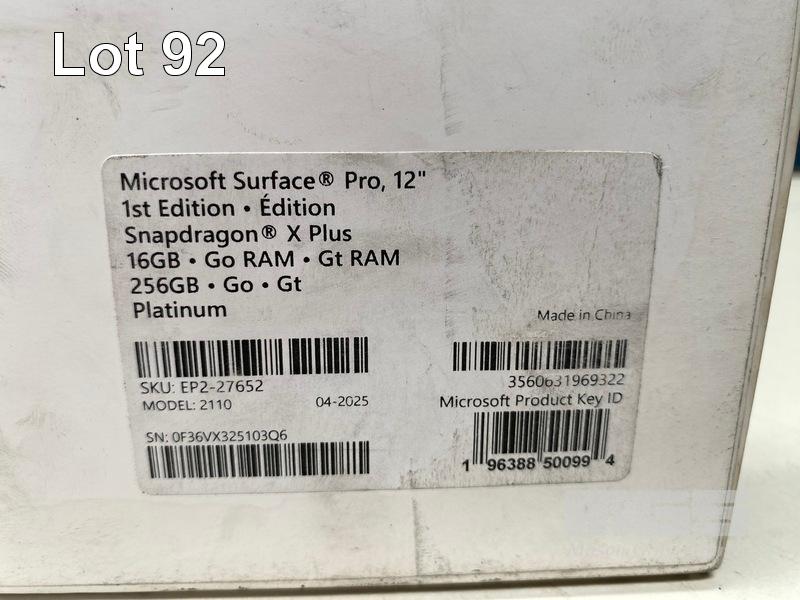 Lot 92
Microsoft Surface® Pro, 12"
1st Edition • Édition
Snapdragon® X Plus
16GB • Go RAM • Gt RAM
256GB • Go • Gt
Platinum
Made in China
SKU: EP2-27652
MODEL: 2110 04-2025
3560631969322
Microsoft Product Key ID
SN: 0F36VX325103Q6
1 96388 50099 4